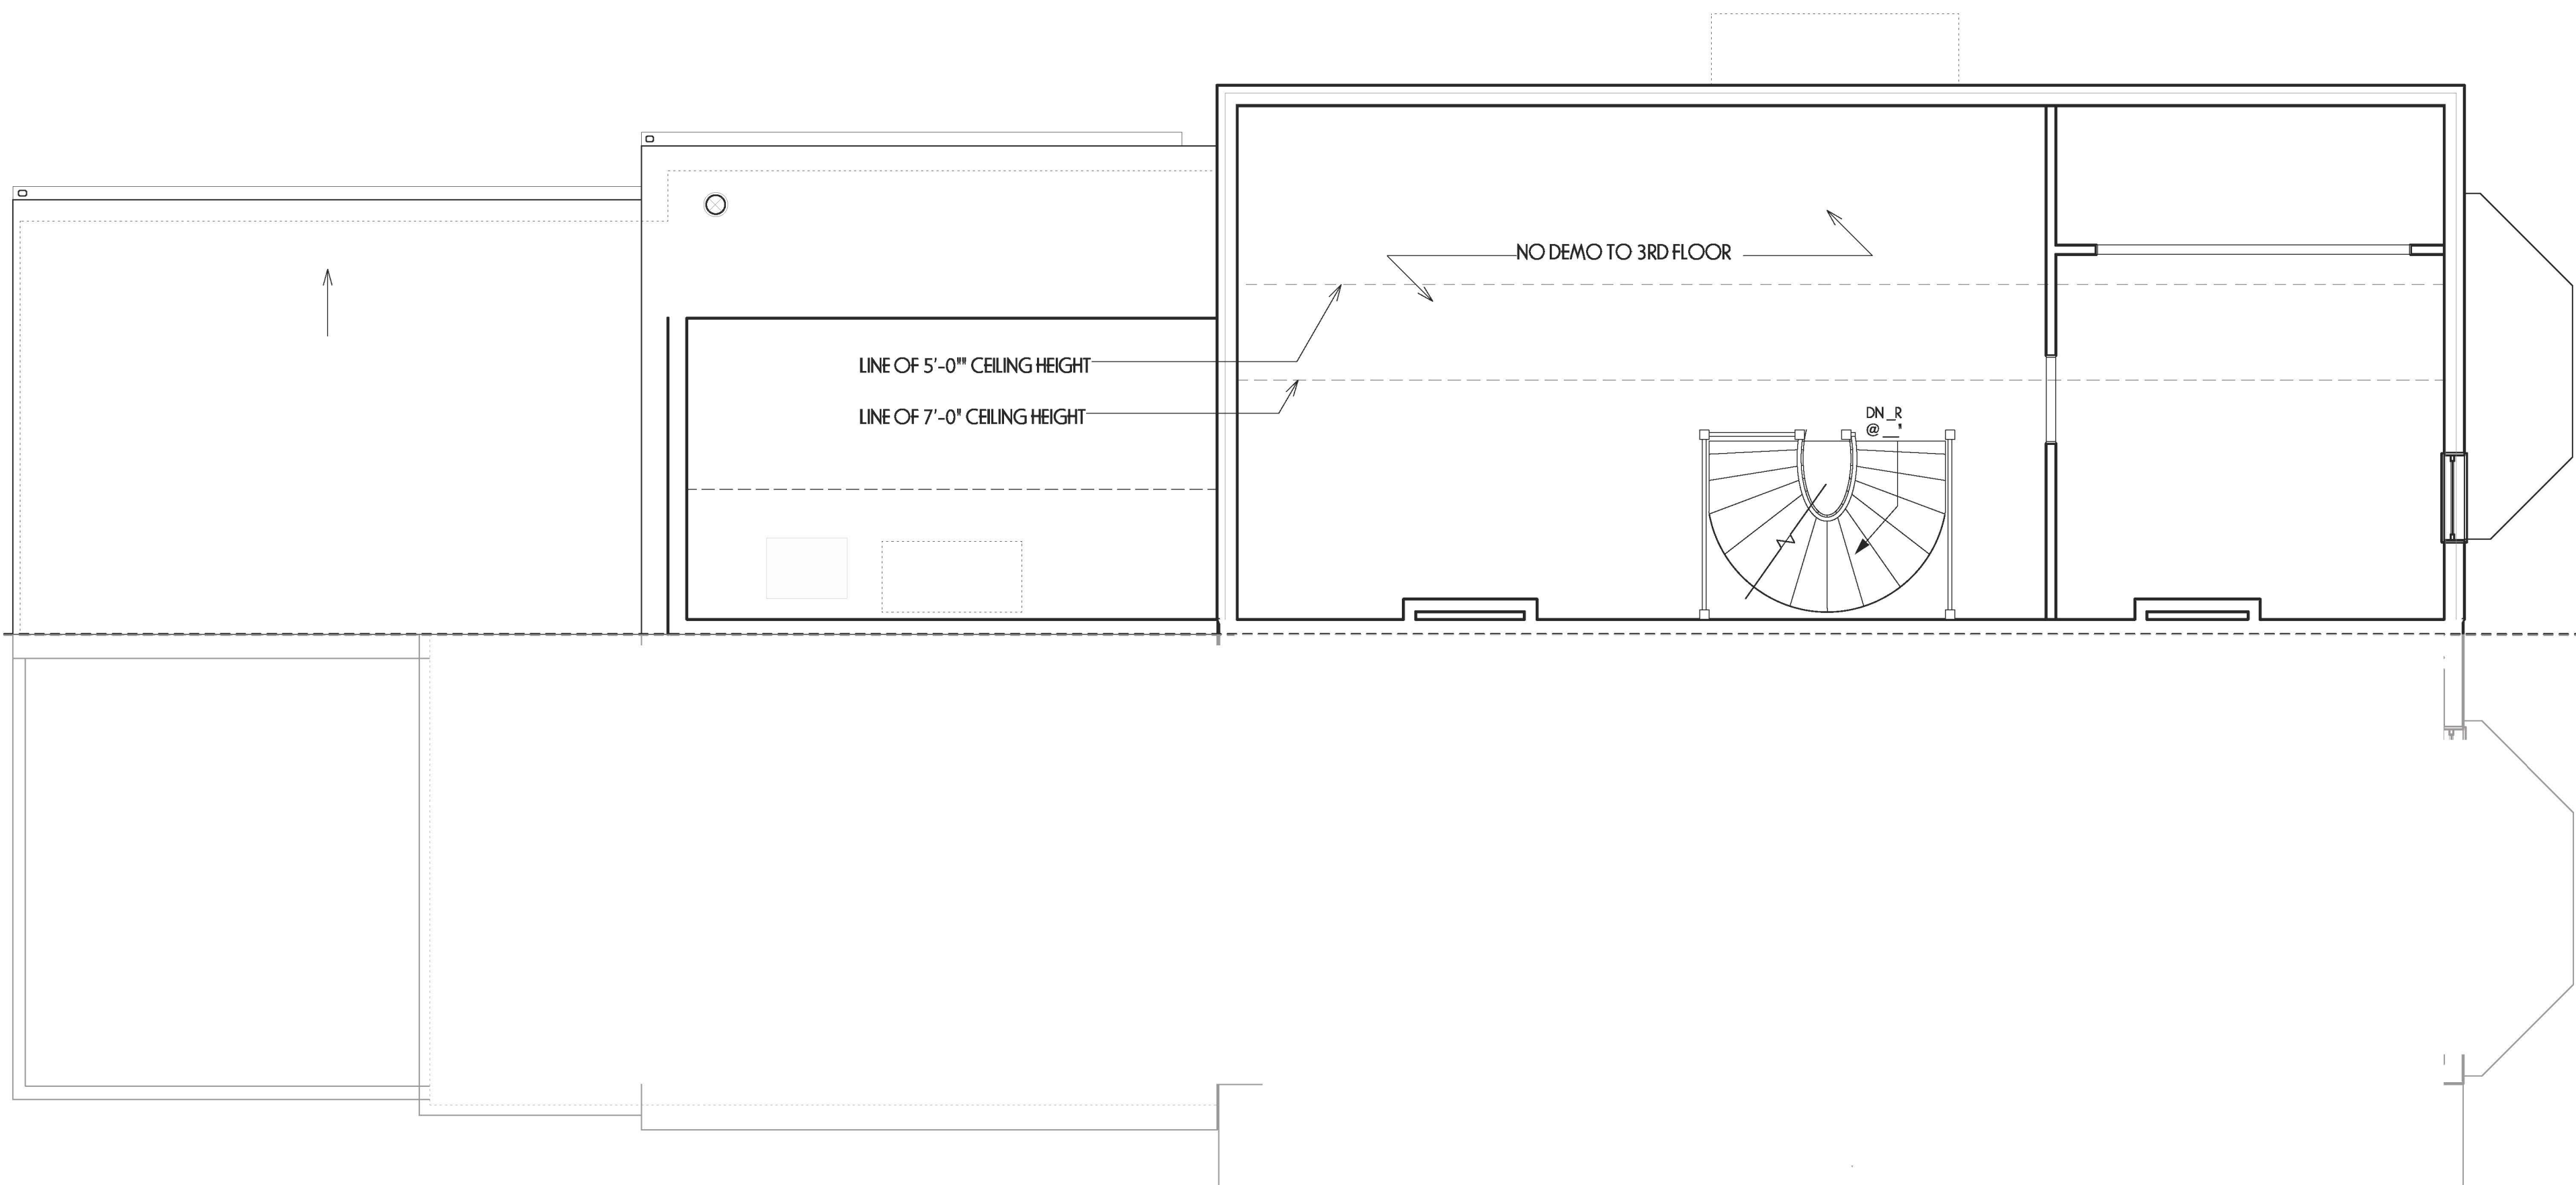 NO DEMO TO 3RD FLOOR
LINE OF 5'-0"" CEILING HEIGHT
LINE OF 7'-0" CEILING HEIGHT
DN _R
@ __"